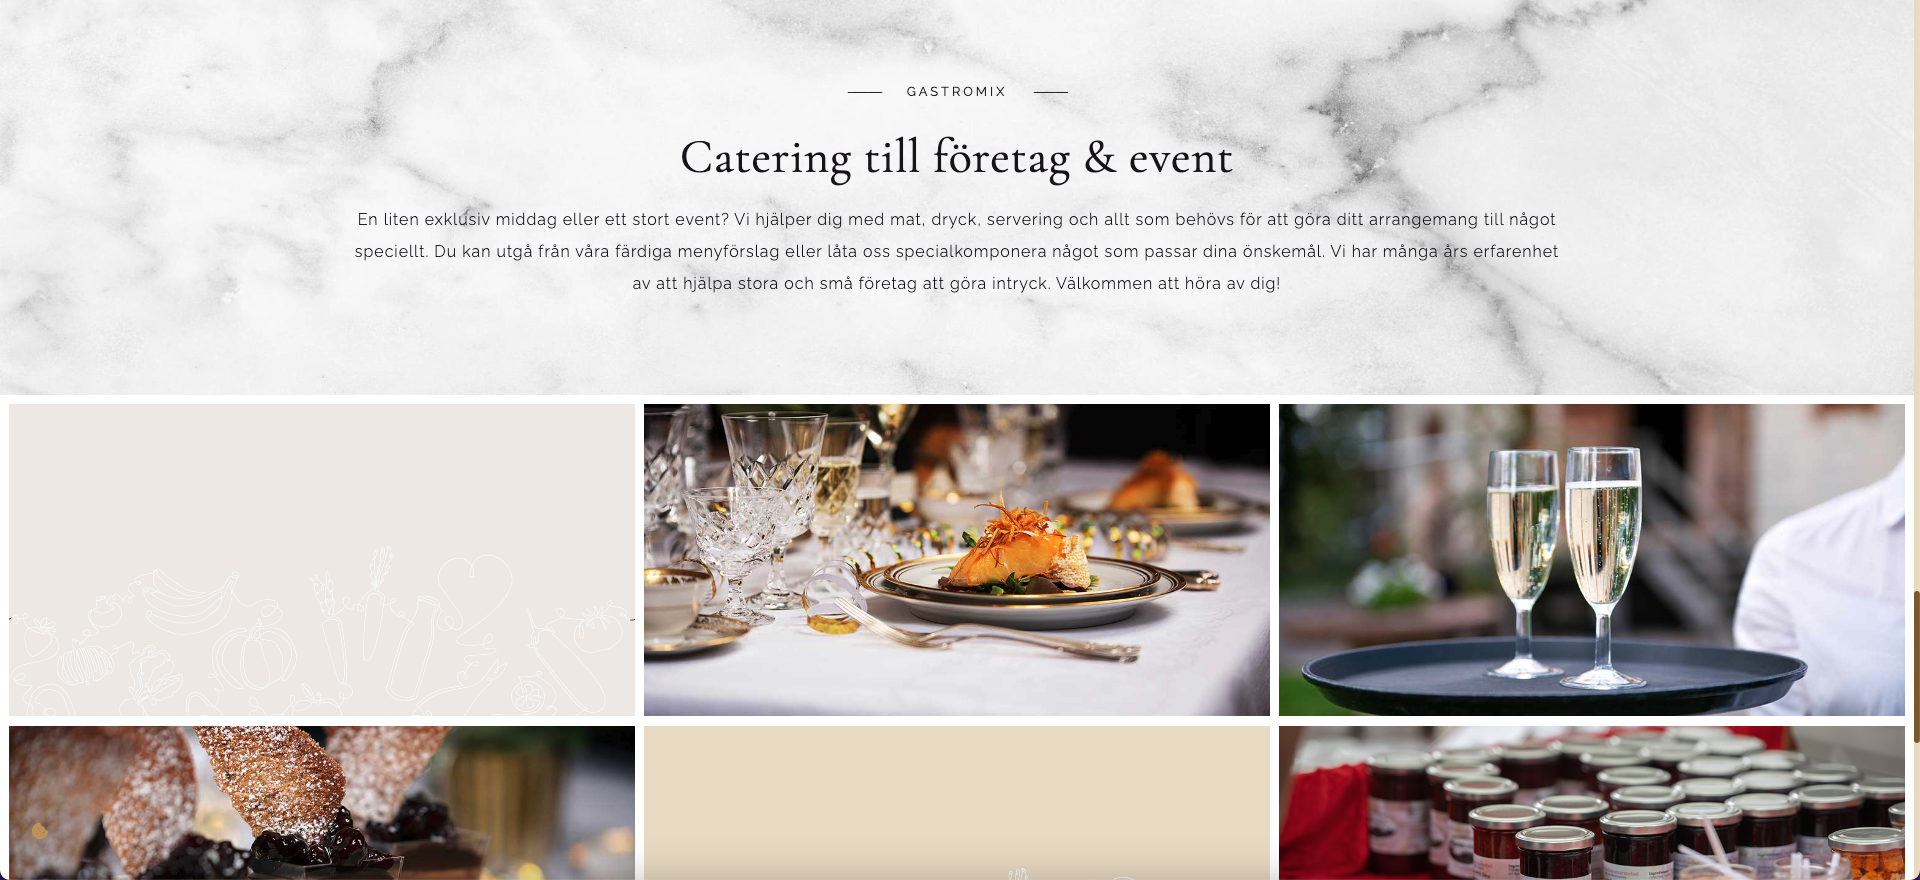 GASTROMIX
Catering till företag & event
En liten exklusiv middag eller ett stort event? Vi hjälper dig med mat, dryck, servering och allt som behövs för att göra ditt arrangemang till något
speciellt. Du kan utgå från våra färdiga menyförslag eller låta oss specialkomponera något som passar dina önskemål. Vi har många års erfarenhet
av att hjälpa stora och små företag att göra intryck. Välkommen att höra av dig!